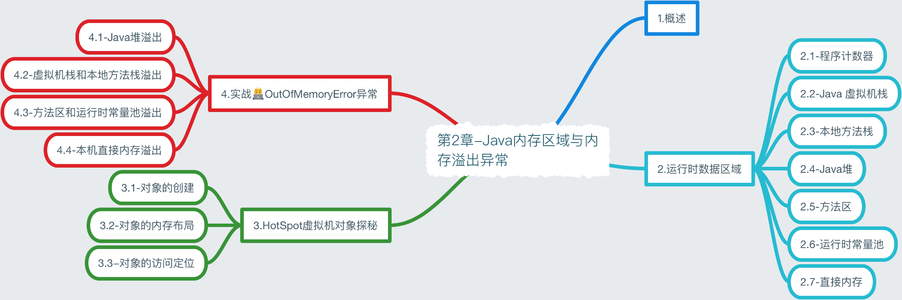 第2章–Java内存区域与内
存溢出异常
1.概述
2.运行时数据区域
2.1-程序计数器
2.2-Java 虚拟机栈
2.3-本地方法栈
2.4-Java堆
2.5-方法区
2.6-运行时常量池
2.7-直接内存
3.HotSpot虚拟机对象探秘
3.1-对象的创建
3.2-对象的内存布局
3.3–对象的访问定位
4.实战👨‍💻OutOfMemoryError异常
4.1-Java堆溢出
4.2-虚拟机栈和本地方法栈溢出
4.3-方法区和运行时常量池溢出
4.4-本机直接内存溢出